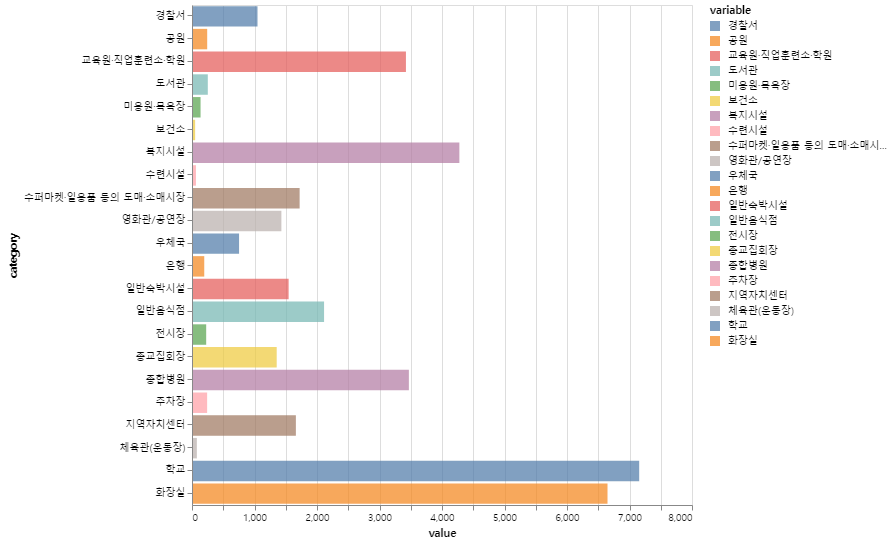 경찰서
공원
교육원·직업훈련소·학원
도서관
미용원·목욕장
보건소
복지시설
수련시설
수퍼마켓·일용품 등의 도매·소매시장
영화관/공연장
우체국
은행
일반숙박시설
일반음식점
전시장
종교집회장
종합병원
주차장
지역자치센터
체육관(운동장)
학교
화장실
category
0 1,000 2,000 3,000 4,000 5,000 6,000 7,000 8,000
value
variable
경찰서
공원
교육원·직업훈련소·학원
도서관
미용원·목욕장
보건소
복지시설
수련시설
수퍼마켓·일용품 등의 도매·소매시...
영화관/공연장
우체국
은행
일반숙박시설
일반음식점
전시장
종교집회장
종합병원
주차장
지역자치센터
체육관(운동장)
학교
화장실